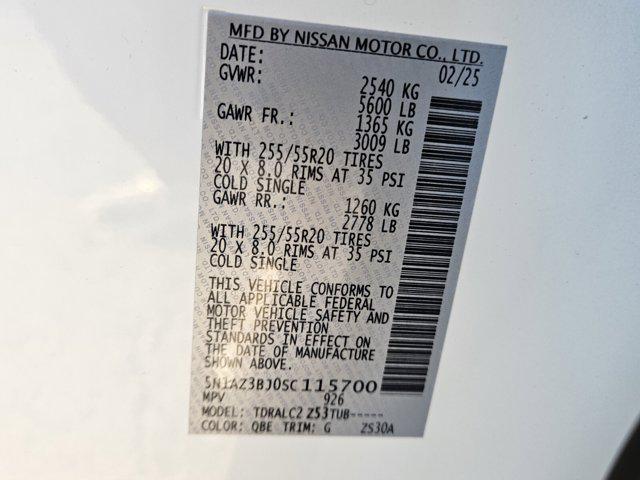 MFD BY NISSAN MOTOR CO., LTD.
DATE: 02/25
GVWR: 2540 KG
5600 LB
GAWR FR.: 1365 KG
3009 LB
WITH 255/55R20 TIRES
20 X 8.0 RIMS AT 35 PSI
COLD SINGLE
GAWR RR.: 1260 KG
2778 LB
WITH 255/55R20 TIRES
20 X 8.0 RIMS AT 35 PSI
COLD SINGLE
THIS VEHICLE CONFORMS TO
ALL APPLICABLE FEDERAL
MOTOR VEHICLE SAFETY AND
THEFT PREVENTION
STANDARDS IN EFFECT ON
THE DATE OF MANUFACTURE
SHOWN ABOVE.
5N1AZ3BJ0SC115700
MPV 926
MODEL: TDRALC2 Z53TUB-----
COLOR: QBE TRIM: G ZS30A